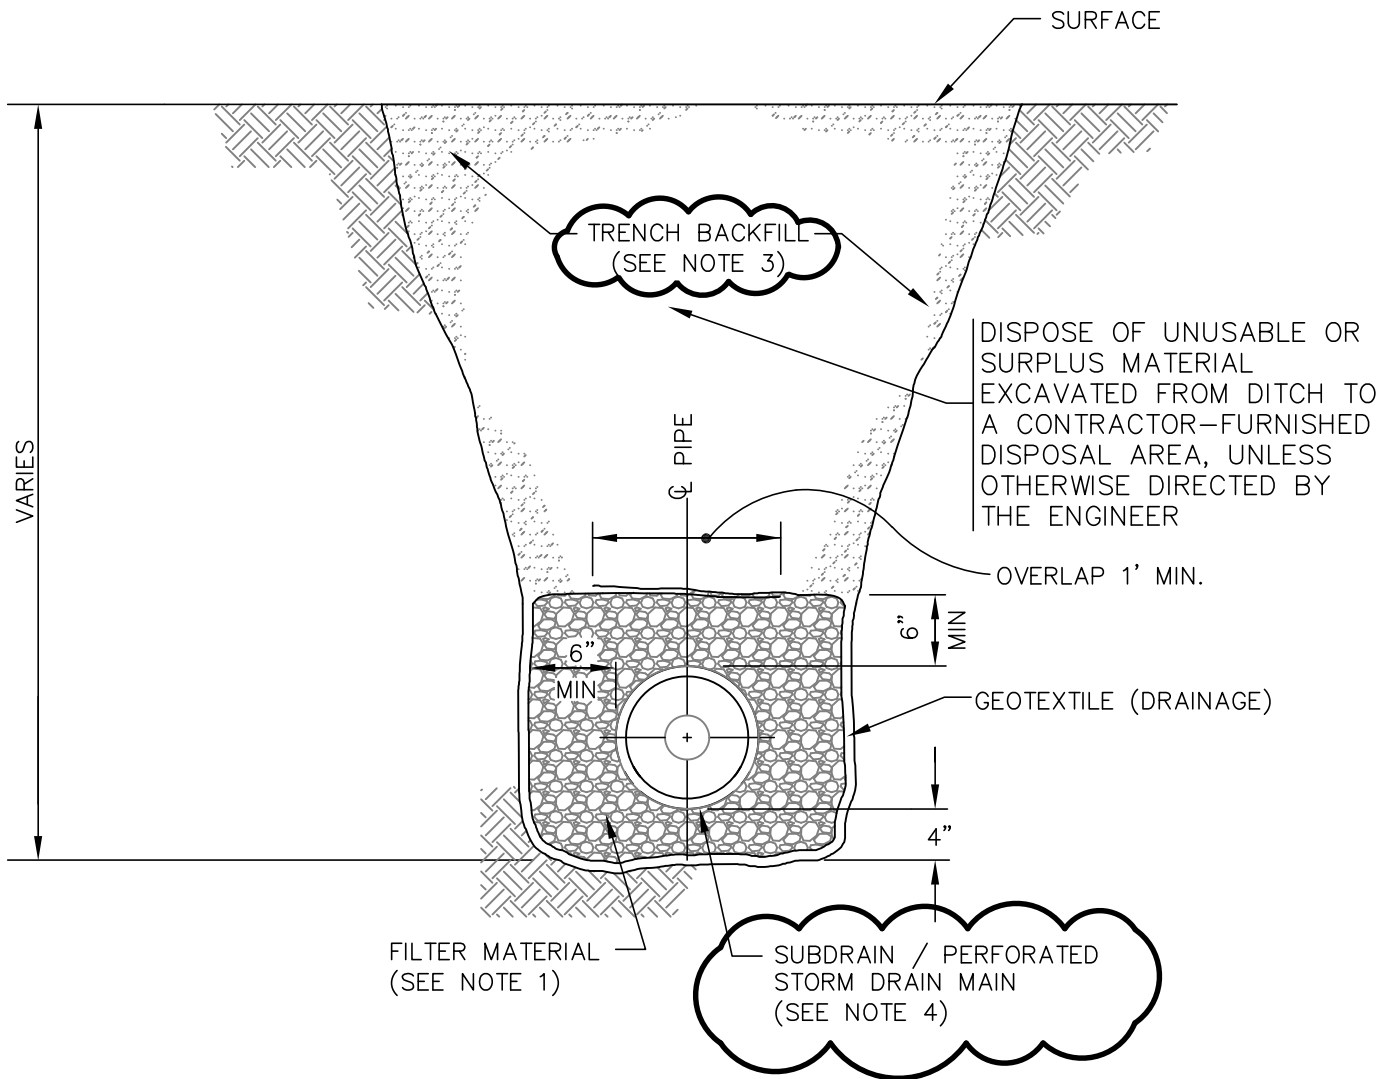 SURFACE
TRENCH BACKFILL
(SEE NOTE 3)
DISPOSE OF UNUSABLE OR
SURPLUS MATERIAL
EXCAVATED FROM DITCH TO
A CONTRACTOR-FURNISHED
DISPOSAL AREA, UNLESS
OTHERWISE DIRECTED BY
THE ENGINEER
VARIES
℄ PIPE
OVERLAP 1' MIN.
6"
MIN
6"
MIN
GEOTEXTILE (DRAINAGE)
4"
FILTER MATERIAL
(SEE NOTE 1)
SUBDRAIN / PERFORATED
STORM DRAIN MAIN
(SEE NOTE 4)